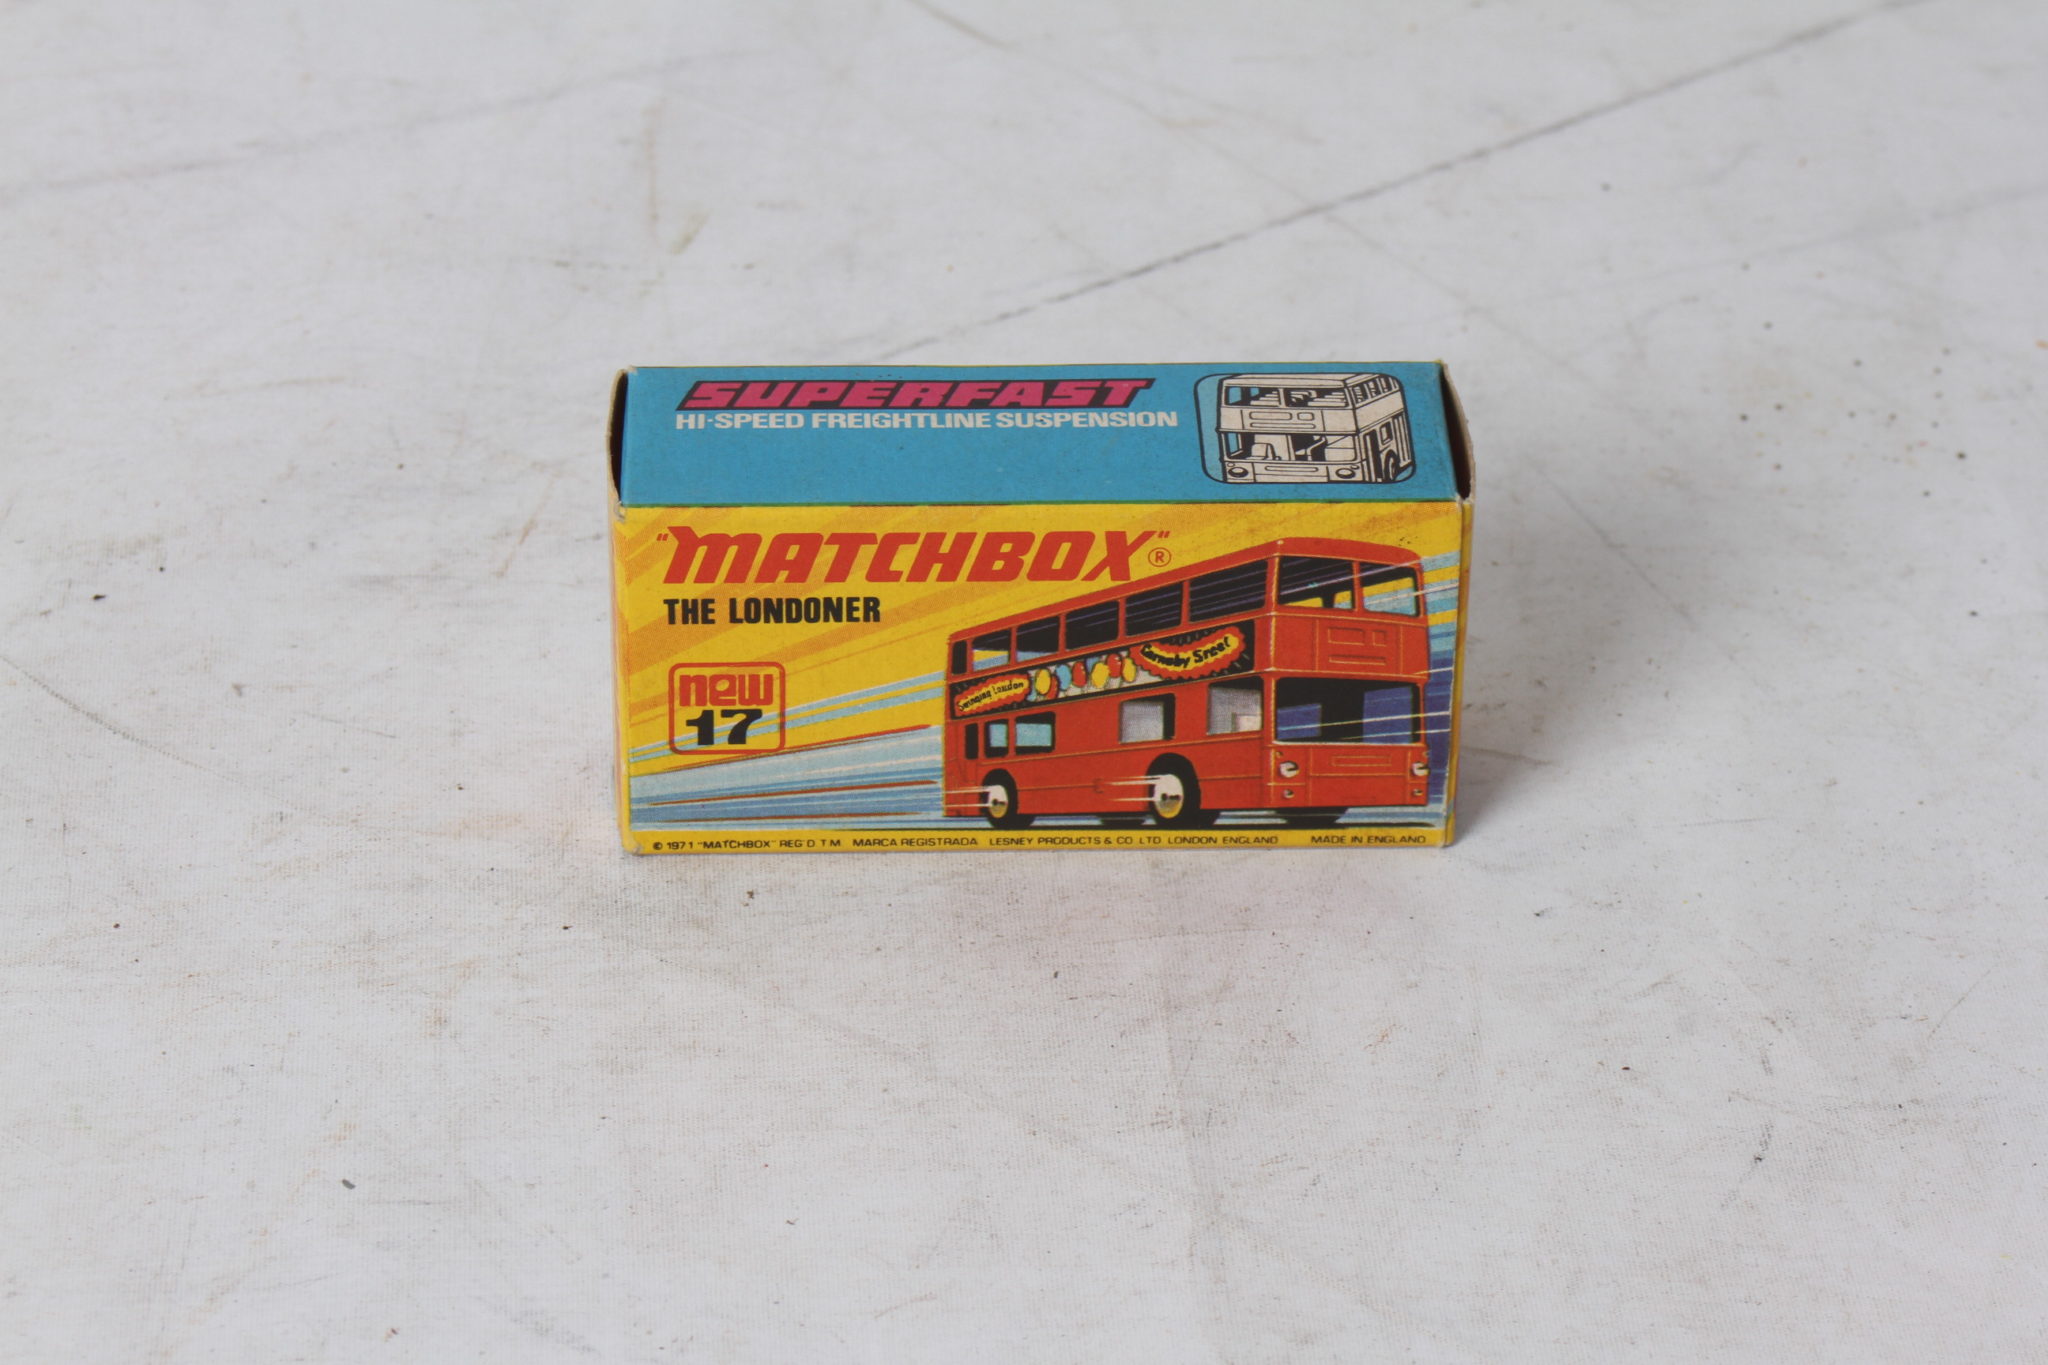 SUPERFAST
HI-SPEED FREIGHTLINE SUSPENSION
"MATCHBOX"®
THE LONDONER
new
17
Swinging London
Carnaby Street
© 1971 "MATCHBOX" REG'D T M MARCA REGISTRADA LESNEY PRODUCTS & CO LTD LONDON ENGLAND MADE IN ENGLAND